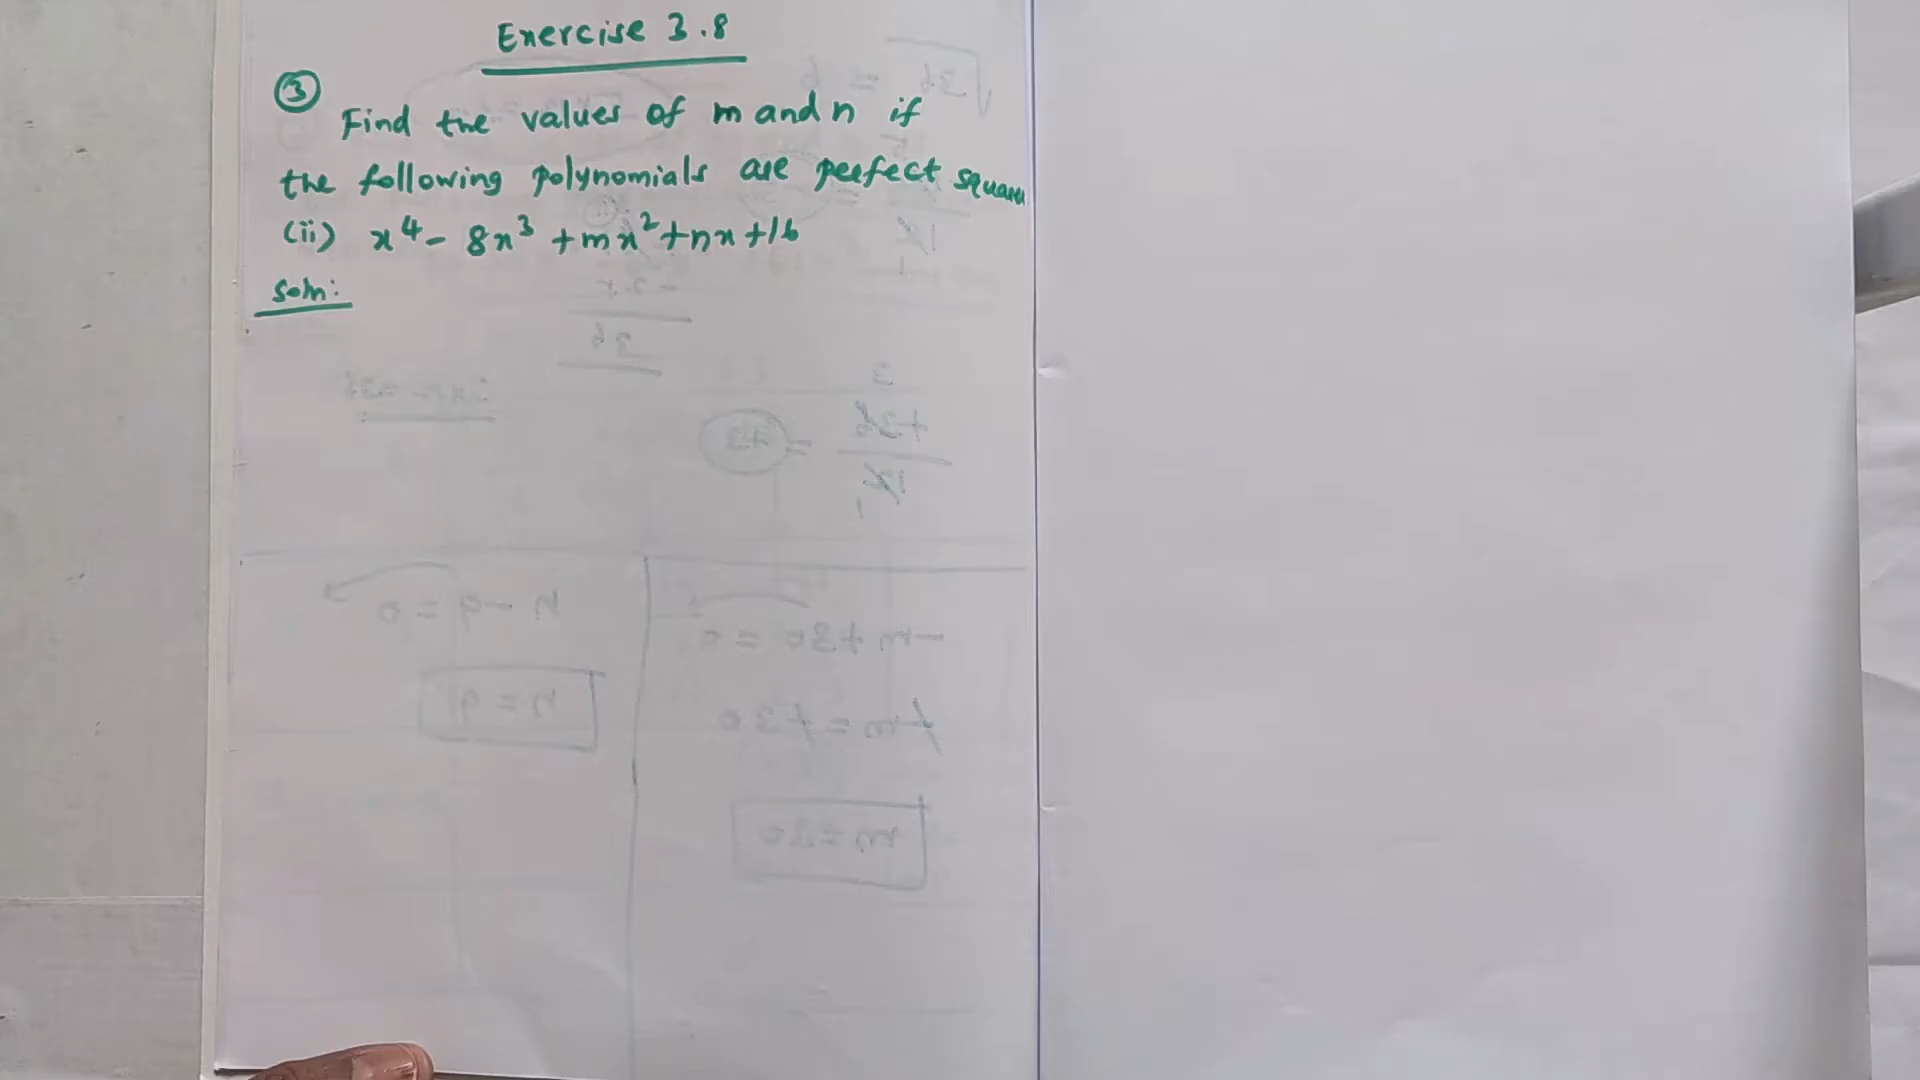 Exercise 3.8
③
Find the values of m and n if
the following polynomials are perfect squares
(ii) x⁴ - 8x³ + mx² + nx + 16
Soln: